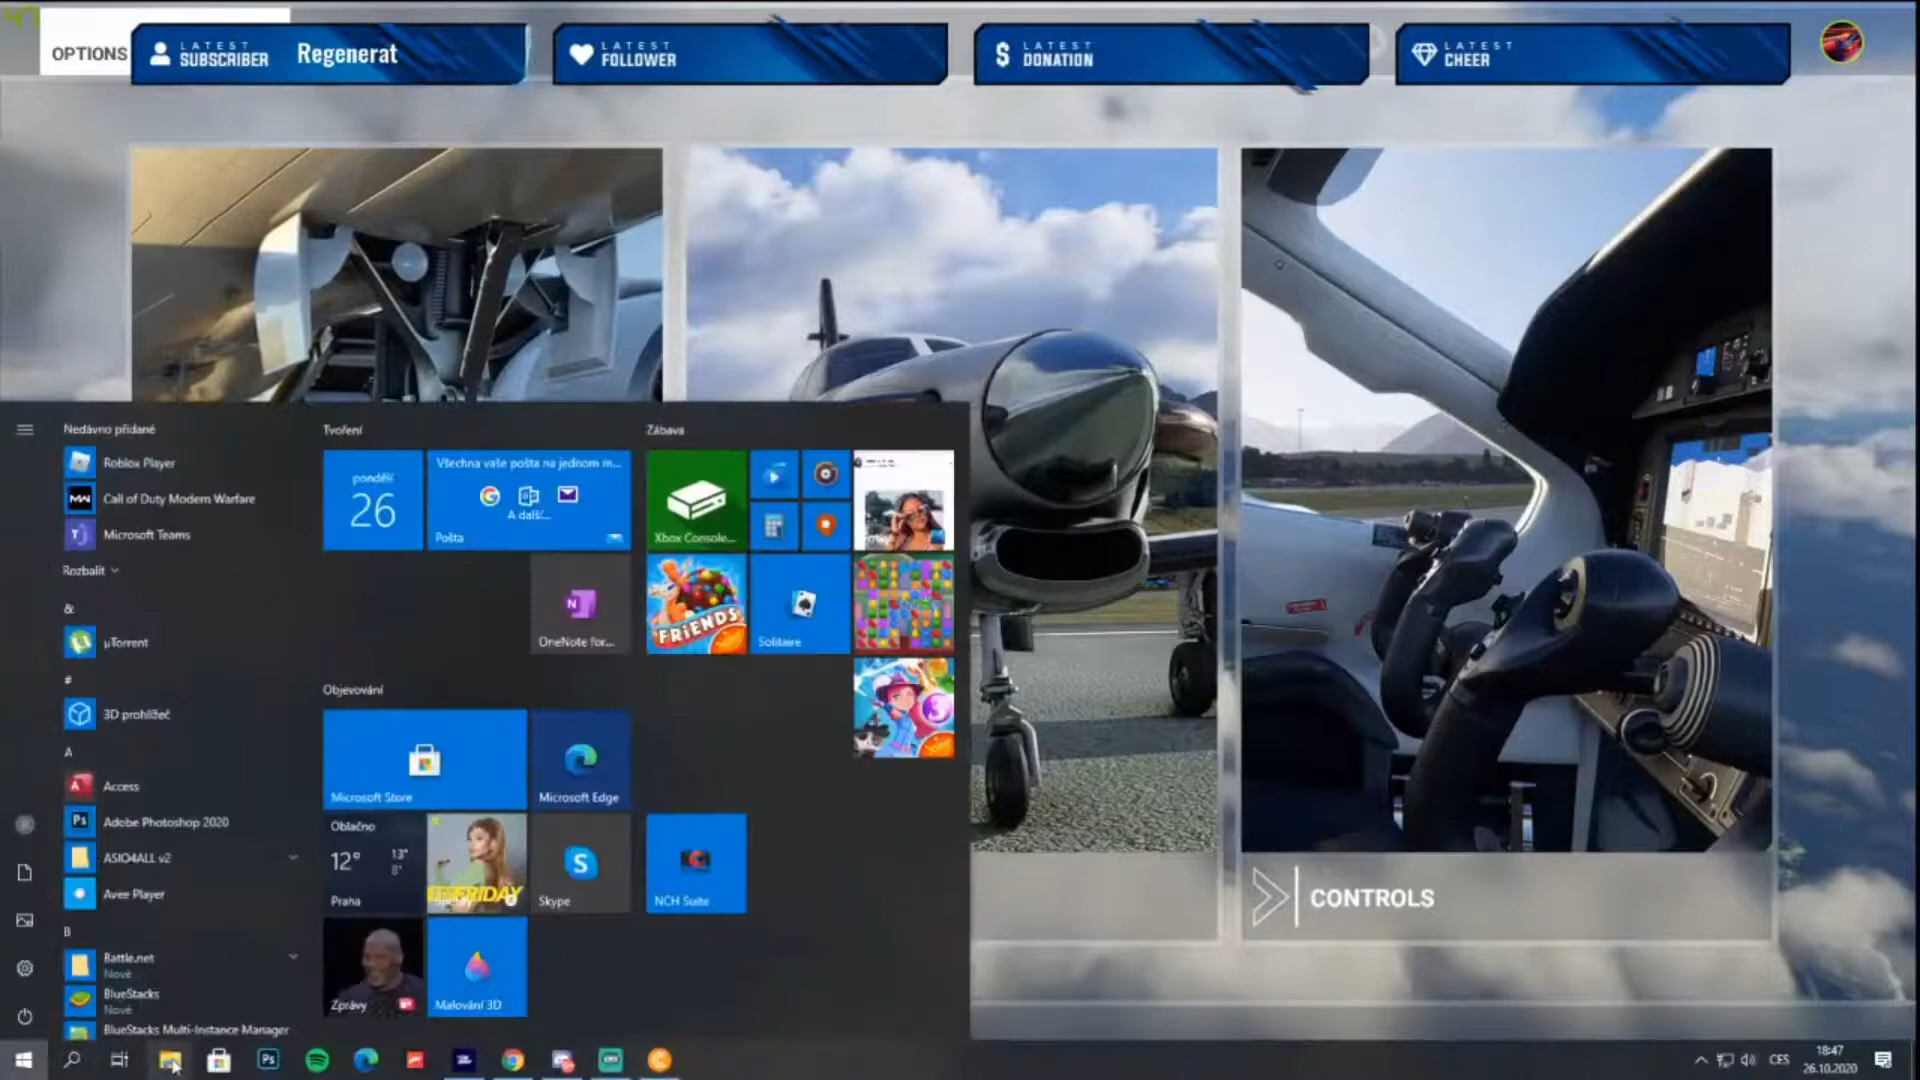 OPTIONS
LATEST
SUBSCRIBER
Regenerat
LATEST
FOLLOWER
LATEST
DONATION
LATEST
CHEER
CONTROLS
Nedávno přidané
Roblox Player
Call of Duty Modern Warfare
Microsoft Teams
Rozbalit
&
µTorrent
#
3D prohlížeč
A
Access
Adobe Photoshop 2020
ASIO4ALL v2
Avee Player
B
Battle.net
Nové
BlueStacks
Nové
BlueStacks Multi-Instance Manager
Tvoření
pondělí
26
Všechna vaše pošta na jednom m...
A další...
Pošta
OneNote for...
Objevování
Microsoft Store
Microsoft Edge
Oblačno
12°
13°
8°
Praha
Skype
Zprávy
Malování 3D
Zábava
Xbox Console...
FRIENDS
Solitaire
NCH Suite
CES
18:47
26.10.2020